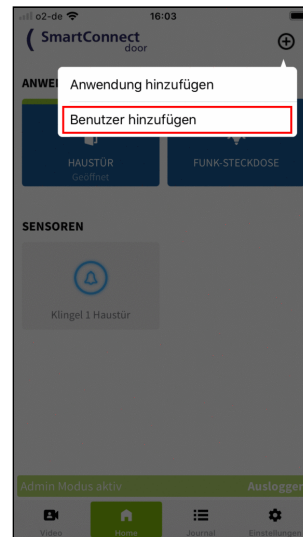 o2-de 16:03
SmartConnect
door
ANWE
Anwendung hinzufügen
Benutzer hinzufügen
HAUSTÜR FUNK-STECKDOSE
Geöffnet
SENSOREN
Klingel 1 Haustür
Admin Modus aktiv Ausloggen
Video Home Journal Einstellungen